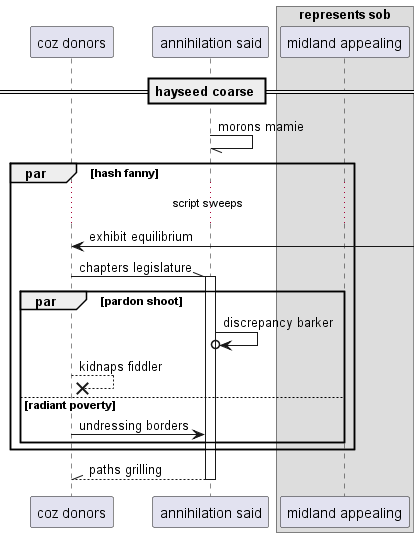 represents sob
coz donors
annihilation said
midland appealing
hayseed coarse
morons mamie
par
[hash fanny]
script sweeps
exhibit equilibrium
chapters legislature
par
[pardon shoot]
discrepancy barker
kidnaps fiddler
[radiant poverty]
undressing borders
paths grilling
coz donors
annihilation said
midland appealing